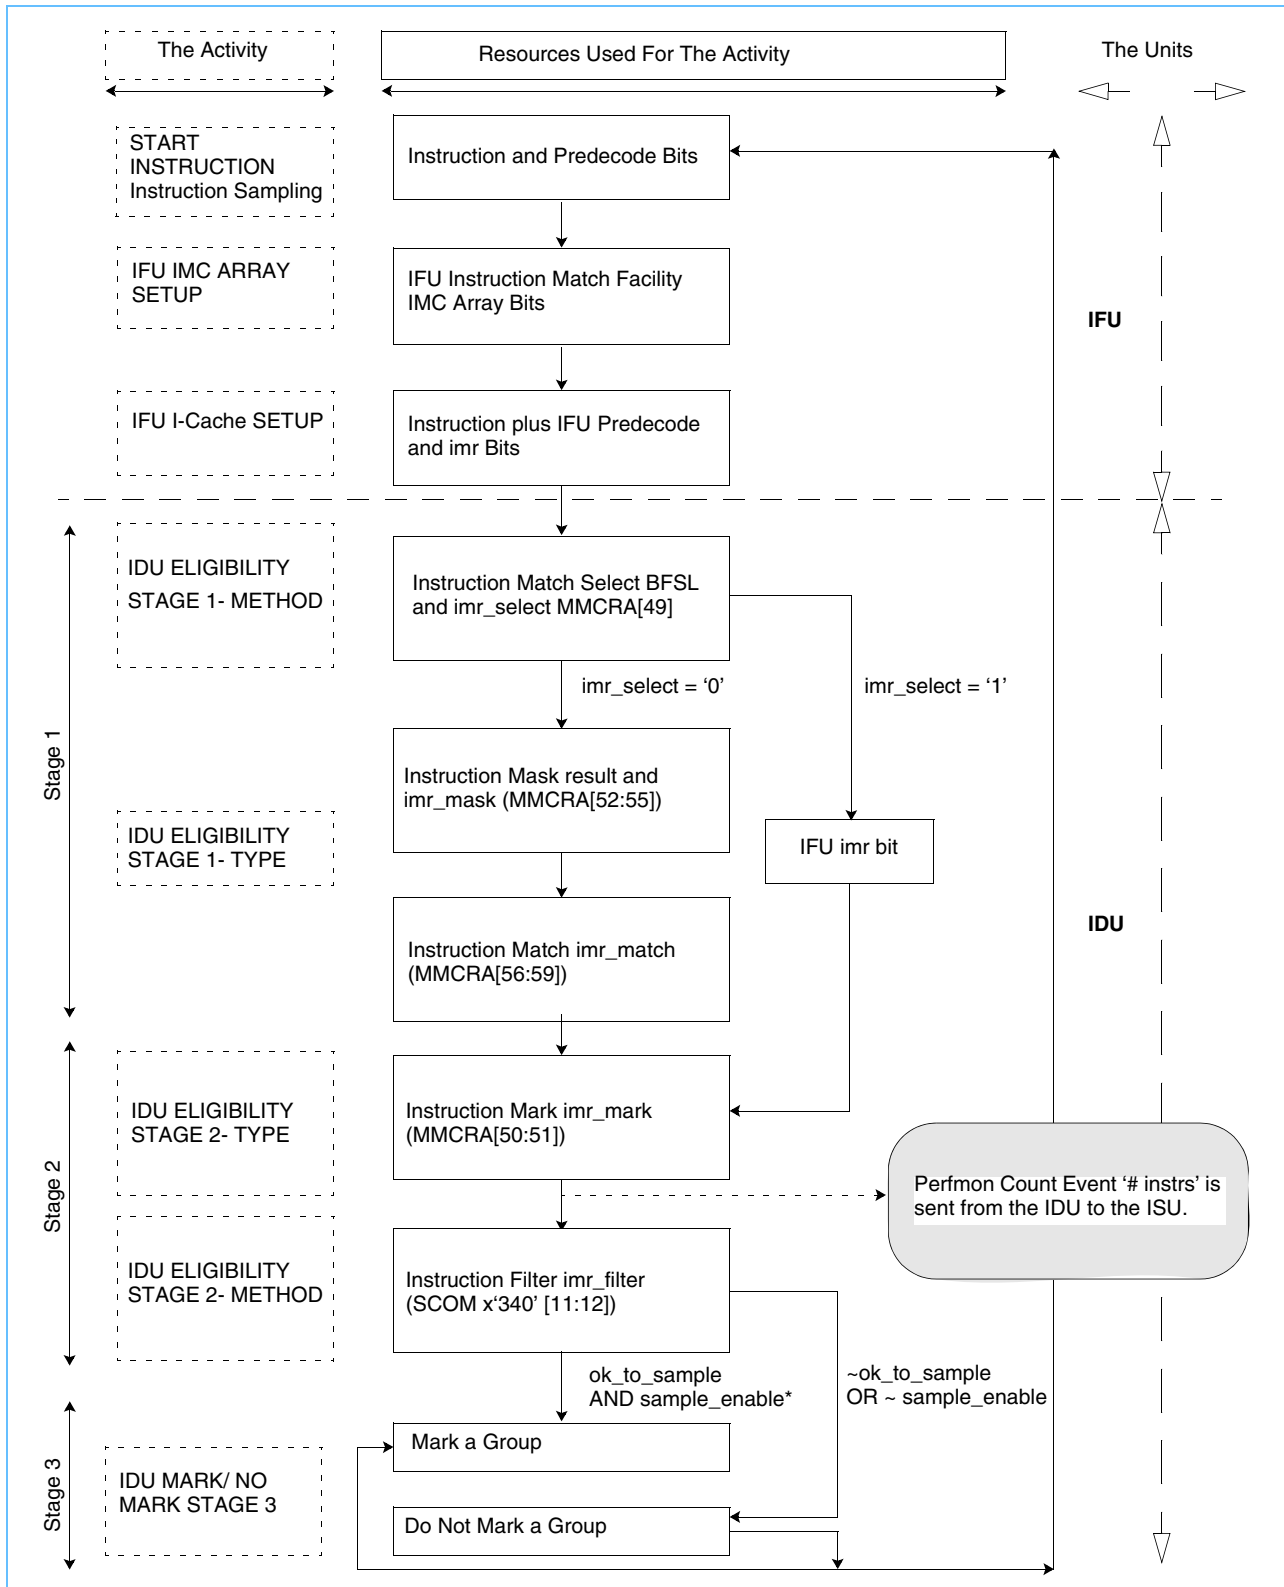 The Activity
Resources Used For The Activity
The Units
START
INSTRUCTION
Instruction Sampling
Instruction and Predecode Bits
IFU IMC ARRAY
SETUP
IFU Instruction Match Facility
IMC Array Bits
IFU
IFU I-Cache SETUP
Instruction plus IFU Predecode
and imr Bits
Stage 1
IDU ELIGIBILITY
STAGE 1- METHOD
Instruction Match Select BFSL
and imr_select MMCRA[49]
imr_select = ‘0’
imr_select = ‘1’
Instruction Mask result and
imr_mask (MMCRA[52:55])
IDU ELIGIBILITY
STAGE 1- TYPE
IFU imr bit
Instruction Match imr_match
(MMCRA[56:59])
IDU
Stage 2
IDU ELIGIBILITY
STAGE 2- TYPE
Instruction Mark imr_mark
(MMCRA[50:51])
Perfmon Count Event ‘# instrs’ is
sent from the IDU to the ISU.
IDU ELIGIBILITY
STAGE 2- METHOD
Instruction Filter imr_filter
(SCOM x‘340’ [11:12])
ok_to_sample
AND sample_enable*
~ok_to_sample
OR ~ sample_enable
Stage 3
IDU MARK/ NO
MARK STAGE 3
Mark a Group
Do Not Mark a Group